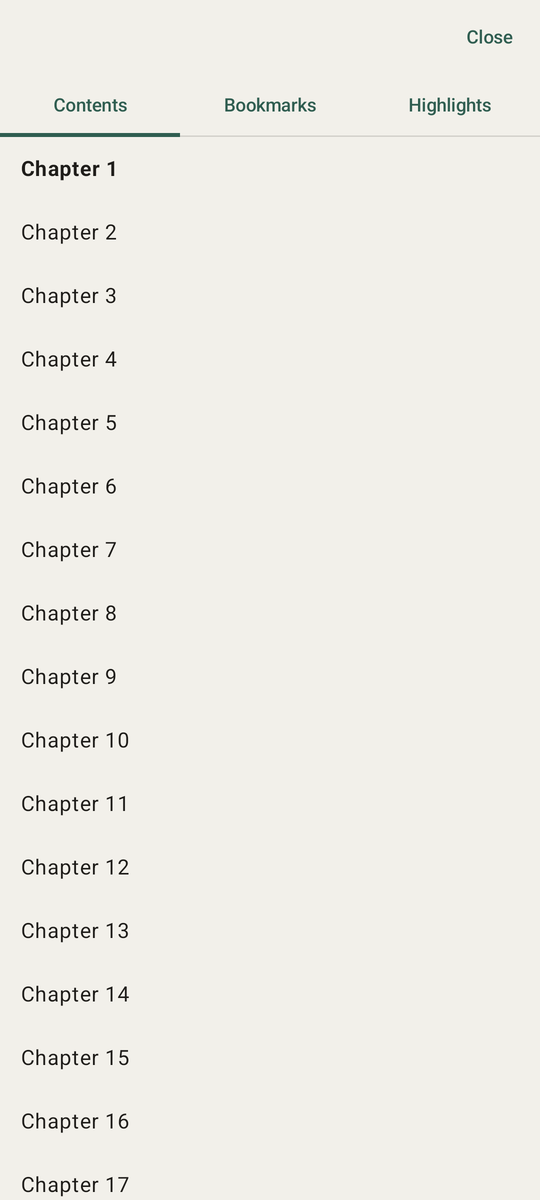 Close
Contents Bookmarks Highlights
Chapter 1
Chapter 2
Chapter 3
Chapter 4
Chapter 5
Chapter 6
Chapter 7
Chapter 8
Chapter 9
Chapter 10
Chapter 11
Chapter 12
Chapter 13
Chapter 14
Chapter 15
Chapter 16
Chapter 17